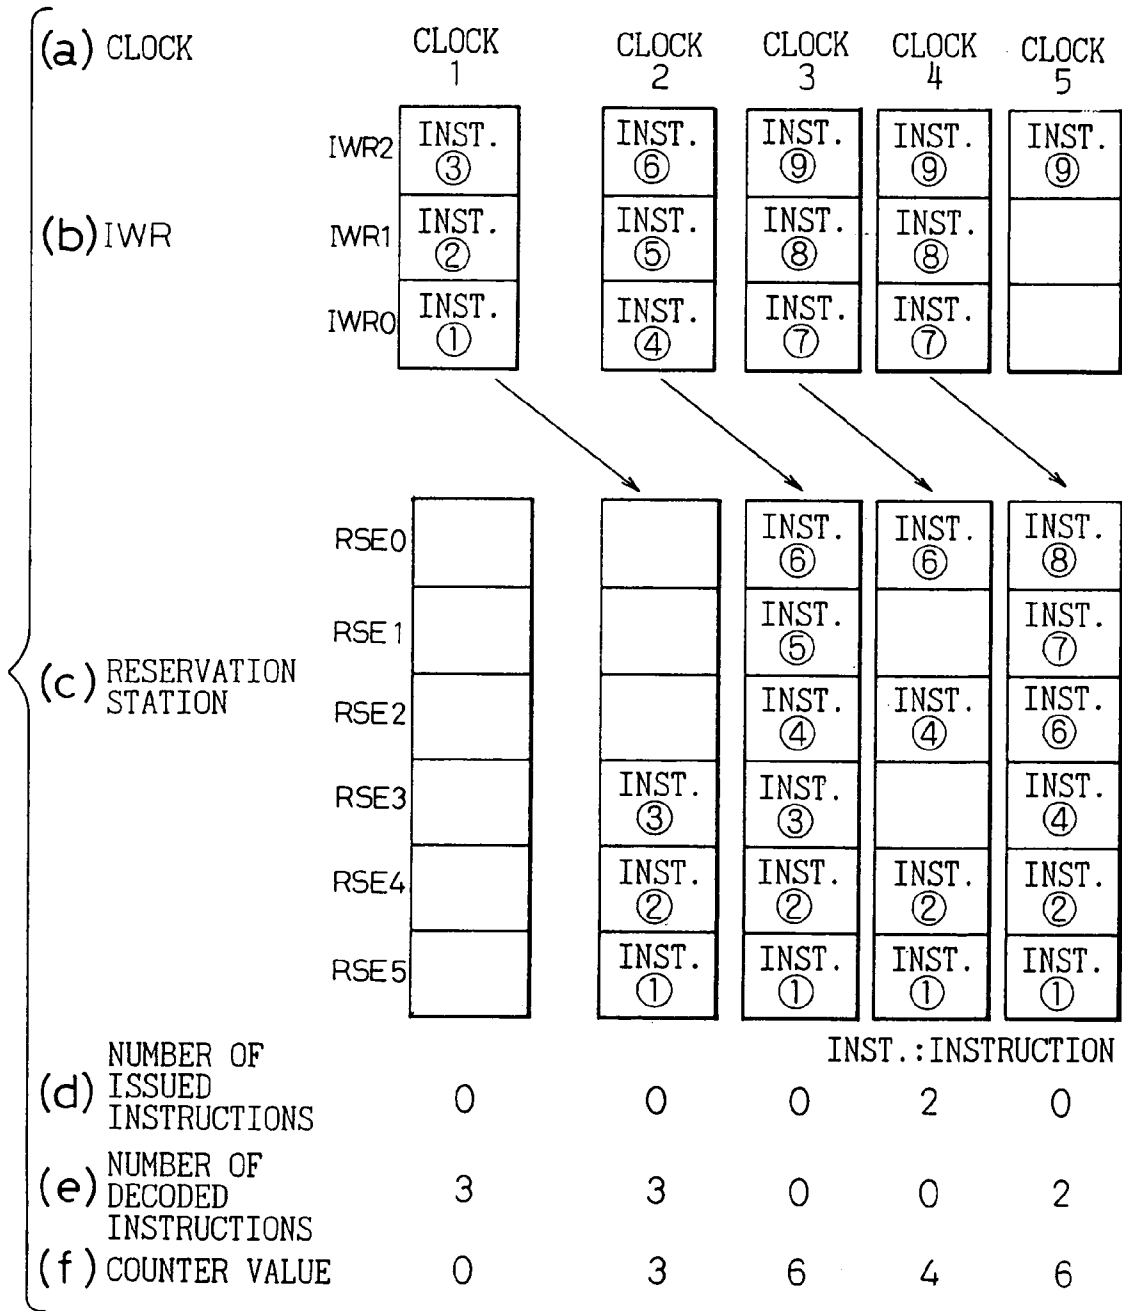 (a) CLOCK CLOCK 1 CLOCK 2 CLOCK 3 CLOCK 4 CLOCK 5
(b) IWR
IWR2 INST. ③ INST. ⑥ INST. ⑨ INST. ⑨ INST. ⑨
IWR1 INST. ② INST. ⑤ INST. ⑧ INST. ⑧
IWR0 INST. ① INST. ④ INST. ⑦ INST. ⑦
(c) RESERVATION
STATION
RSE0 INST. ⑥ INST. ⑥ INST. ⑧
RSE1 INST. ⑤ INST. ⑦
RSE2 INST. ④ INST. ④ INST. ⑥
RSE3 INST. ③ INST. ③ INST. ④
RSE4 INST. ② INST. ② INST. ② INST. ②
RSE5 INST. ① INST. ① INST. ① INST. ①
INST.:INSTRUCTION
(d) NUMBER OF
ISSUED
INSTRUCTIONS
0 0 0 2 0
(e) NUMBER OF
DECODED
INSTRUCTIONS
3 3 0 0 2
(f) COUNTER VALUE 0 3 6 4 6